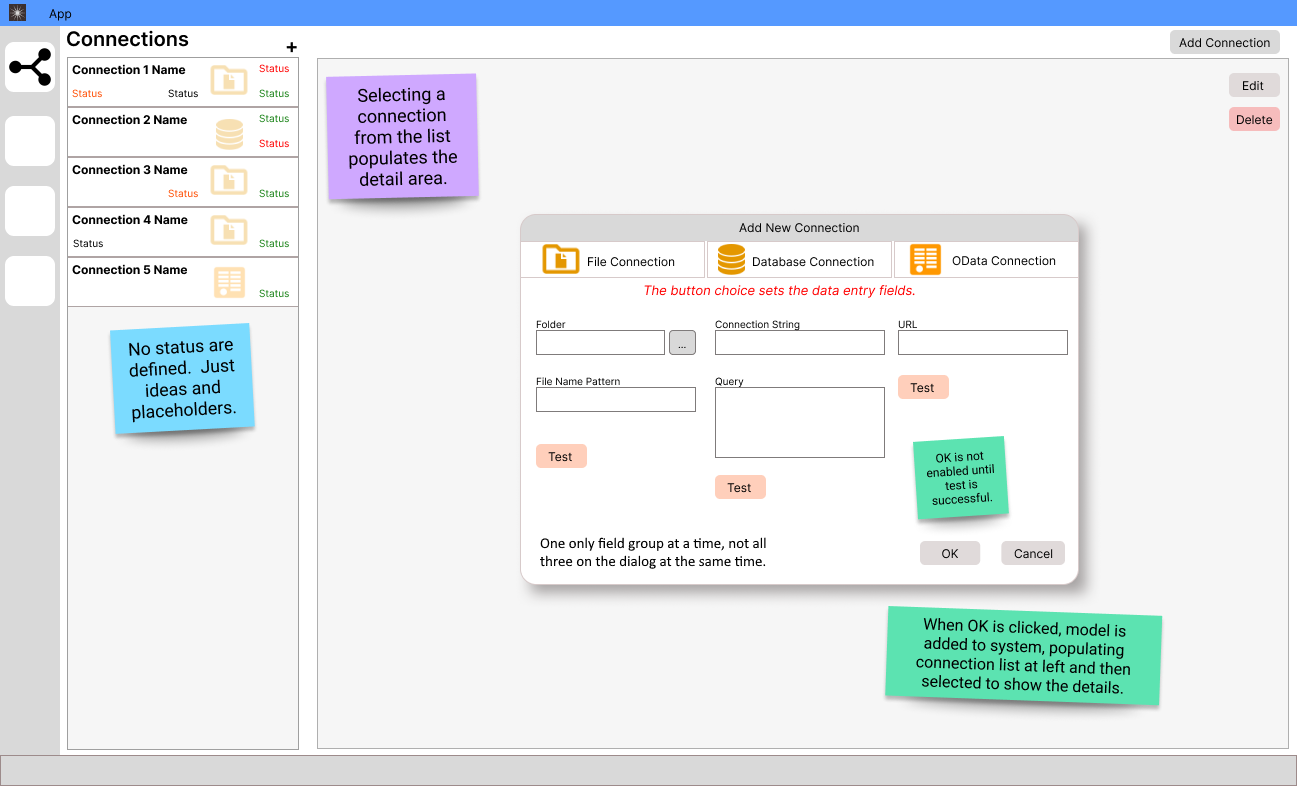 App
Connections
+
Add Connection
Connection 1 Name
Status
Status
Status
Status
Connection 2 Name
Status
Status
Connection 3 Name
Status
Status
Connection 4 Name
Status
Status
Connection 5 Name
Status
No status are
defined.  Just
ideas and
placeholders.
Selecting a
connection
from the list
populates the
detail area.
Edit
Delete
Add New Connection
File Connection
Database Connection
OData Connection
The button choice sets the data entry fields.
Folder
...
File Name Pattern
Test
Connection String
Query
Test
URL
Test
OK is not
enabled until
test is
successful.
One only field group at a time, not all
three on the dialog at the same time.
OK
Cancel
When OK is clicked, model is
added to system, populating
connection list at left and then
selected to show the details.